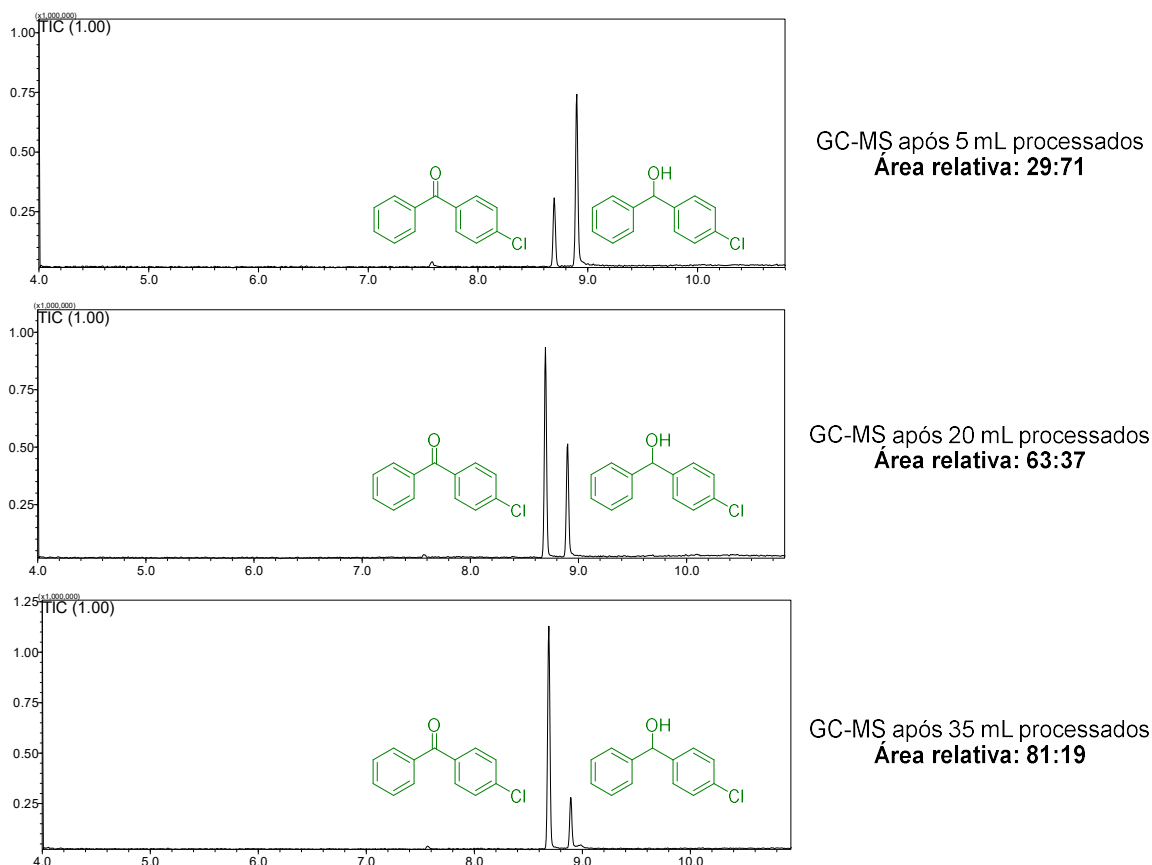 (x1,000,000)
TIC (1.00)
1.00
0.75
0.50
0.25
4.0 5.0 6.0 7.0 8.0 9.0 10.0
O
Cl
OH
Cl
GC-MS após 5 mL processados
Área relativa: 29:71
(x1,000,000)
TIC (1.00)
1.00
0.75
0.50
0.25
4.0 5.0 6.0 7.0 8.0 9.0 10.0
O
Cl
OH
Cl
GC-MS após 20 mL processados
Área relativa: 63:37
(x1,000,000)
1.25
TIC (1.00)
1.00
0.75
0.50
0.25
4.0 5.0 6.0 7.0 8.0 9.0 10.0
O
Cl
OH
Cl
GC-MS após 35 mL processados
Área relativa: 81:19